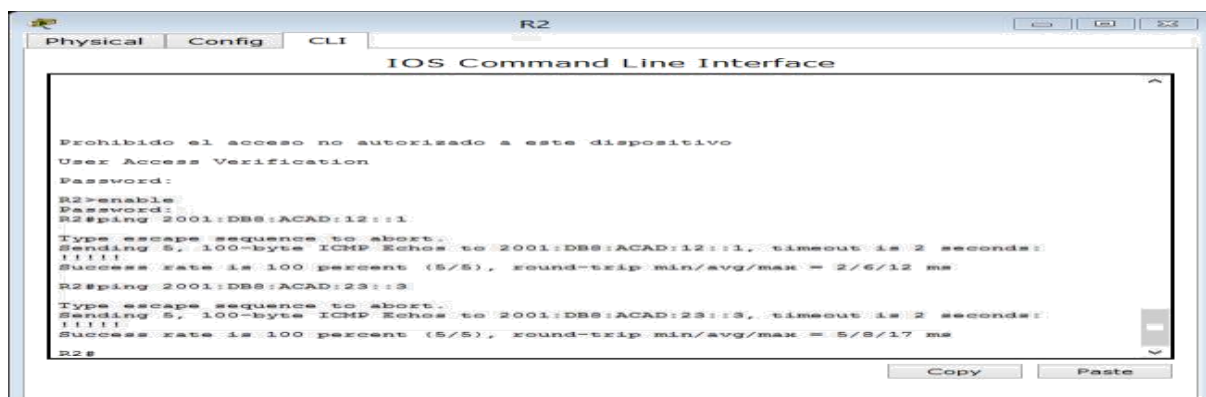 R2
Physical Config CLI
IOS Command Line Interface
Prohibido el acceso no autorizado a este dispositivo
User Access Verification
Password:
R2>enable
Password:
R2#ping 2001:DB8:ACAD:12::1
Type escape sequence to abort.
Sending 5, 100-byte ICMP Echos to 2001:DB8:ACAD:12::1, timeout is 2 seconds:
!!!!!
Success rate is 100 percent (5/5), round-trip min/avg/max = 2/6/12 ms
R2#ping 2001:DB8:ACAD:23::3
Type escape sequence to abort.
Sending 5, 100-byte ICMP Echos to 2001:DB8:ACAD:23::3, timeout is 2 seconds:
!!!!!
Success rate is 100 percent (5/5), round-trip min/avg/max = 5/8/17 ms
R2#
Copy Paste